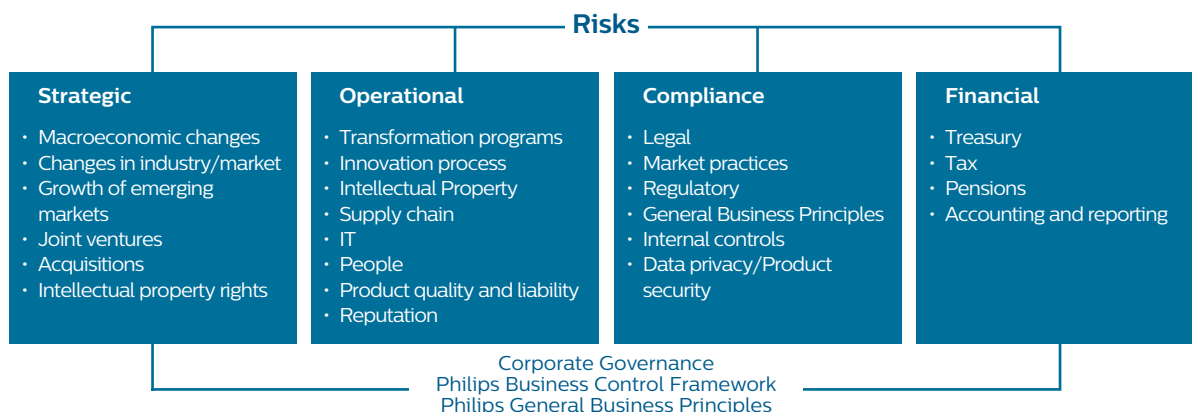 Risks
Strategic
· Macroeconomic changes
· Changes in industry/market
· Growth of emerging
markets
· Joint ventures
· Acquisitions
· Intellectual property rights
Operational
· Transformation programs
· Innovation process
· Intellectual Property
· Supply chain
· IT
· People
· Product quality and liability
· Reputation
Compliance
· Legal
· Market practices
· Regulatory
· General Business Principles
· Internal controls
· Data privacy/Product
security
Financial
· Treasury
· Tax
· Pensions
· Accounting and reporting
Corporate Governance
Philips Business Control Framework
Philips General Business Principles